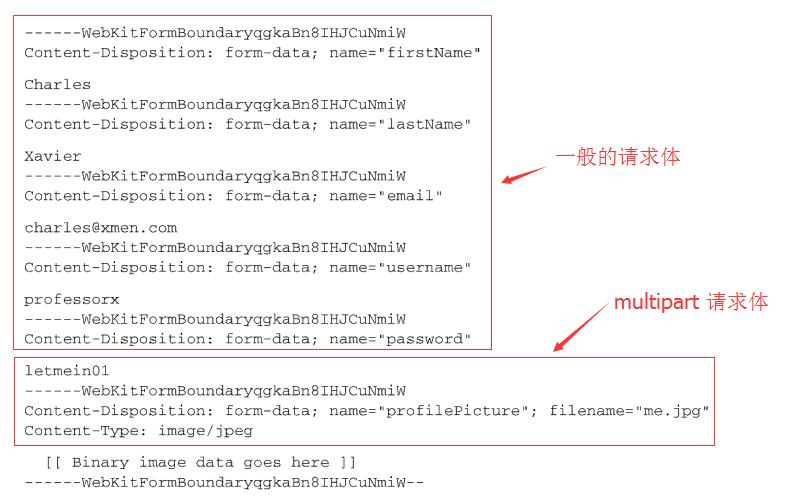 ------WebKitFormBoundaryqgkaBn8IHJCuNmiW
Content-Disposition: form-data; name="firstName"
Charles
------WebKitFormBoundaryqgkaBn8IHJCuNmiW
Content-Disposition: form-data; name="lastName"
Xavier
------WebKitFormBoundaryqgkaBn8IHJCuNmiW
Content-Disposition: form-data; name="email"
charles@xmen.com
------WebKitFormBoundaryqgkaBn8IHJCuNmiW
Content-Disposition: form-data; name="username"
professorx
------WebKitFormBoundaryqgkaBn8IHJCuNmiW
Content-Disposition: form-data; name="password"
一般的请求体
multipart 请求体
letmein01
------WebKitFormBoundaryqgkaBn8IHJCuNmiW
Content-Disposition: form-data; name="profilePicture"; filename="me.jpg"
Content-Type: image/jpeg
[[ Binary image data goes here ]]
------WebKitFormBoundaryqgkaBn8IHJCuNmiW--